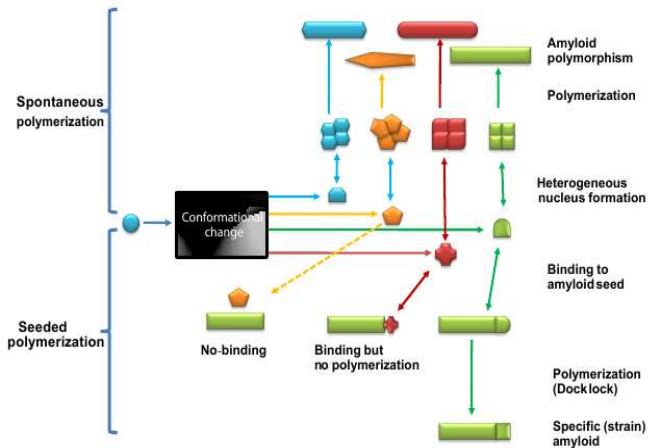 Amyloid
polymorphism
Spontaneous
polymerization
Polymerization
Heterogeneous
nucleus formation
Conformational
change
Binding to
amyloid seed
Seeded
polymerization
No-binding
Binding but
no polymerization
Polymerization
(Dock lock)
Specific (strain)
amyloid